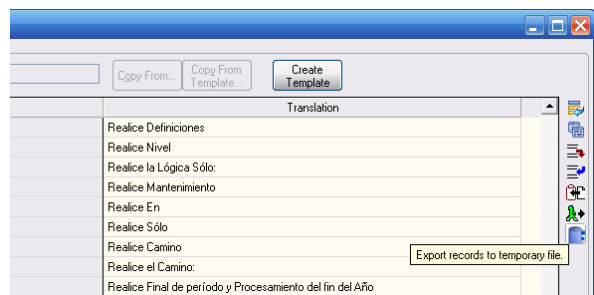 Copy From...
Copy From
Template...
Create
Template
Translation
Realice Definiciones
Realice Nivel
Realice la Lógica Sólo:
Realice Mantenimiento
Realice En
Realice Sólo
Realice Camino
Export records to temporary file.
Realice el Camino:
Realice Final de período y Procesamiento del fin del Año